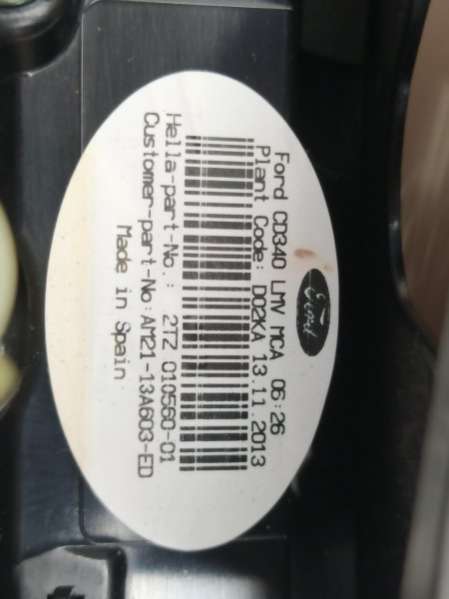 Ford
Ford CD340 LMV MCA 06:26
Plant Code: D02KA 13.11.2013
Hella-part-No.: 2TZ 010560-01
Customer-part-No: AM21-13A603-ED
Made in Spain